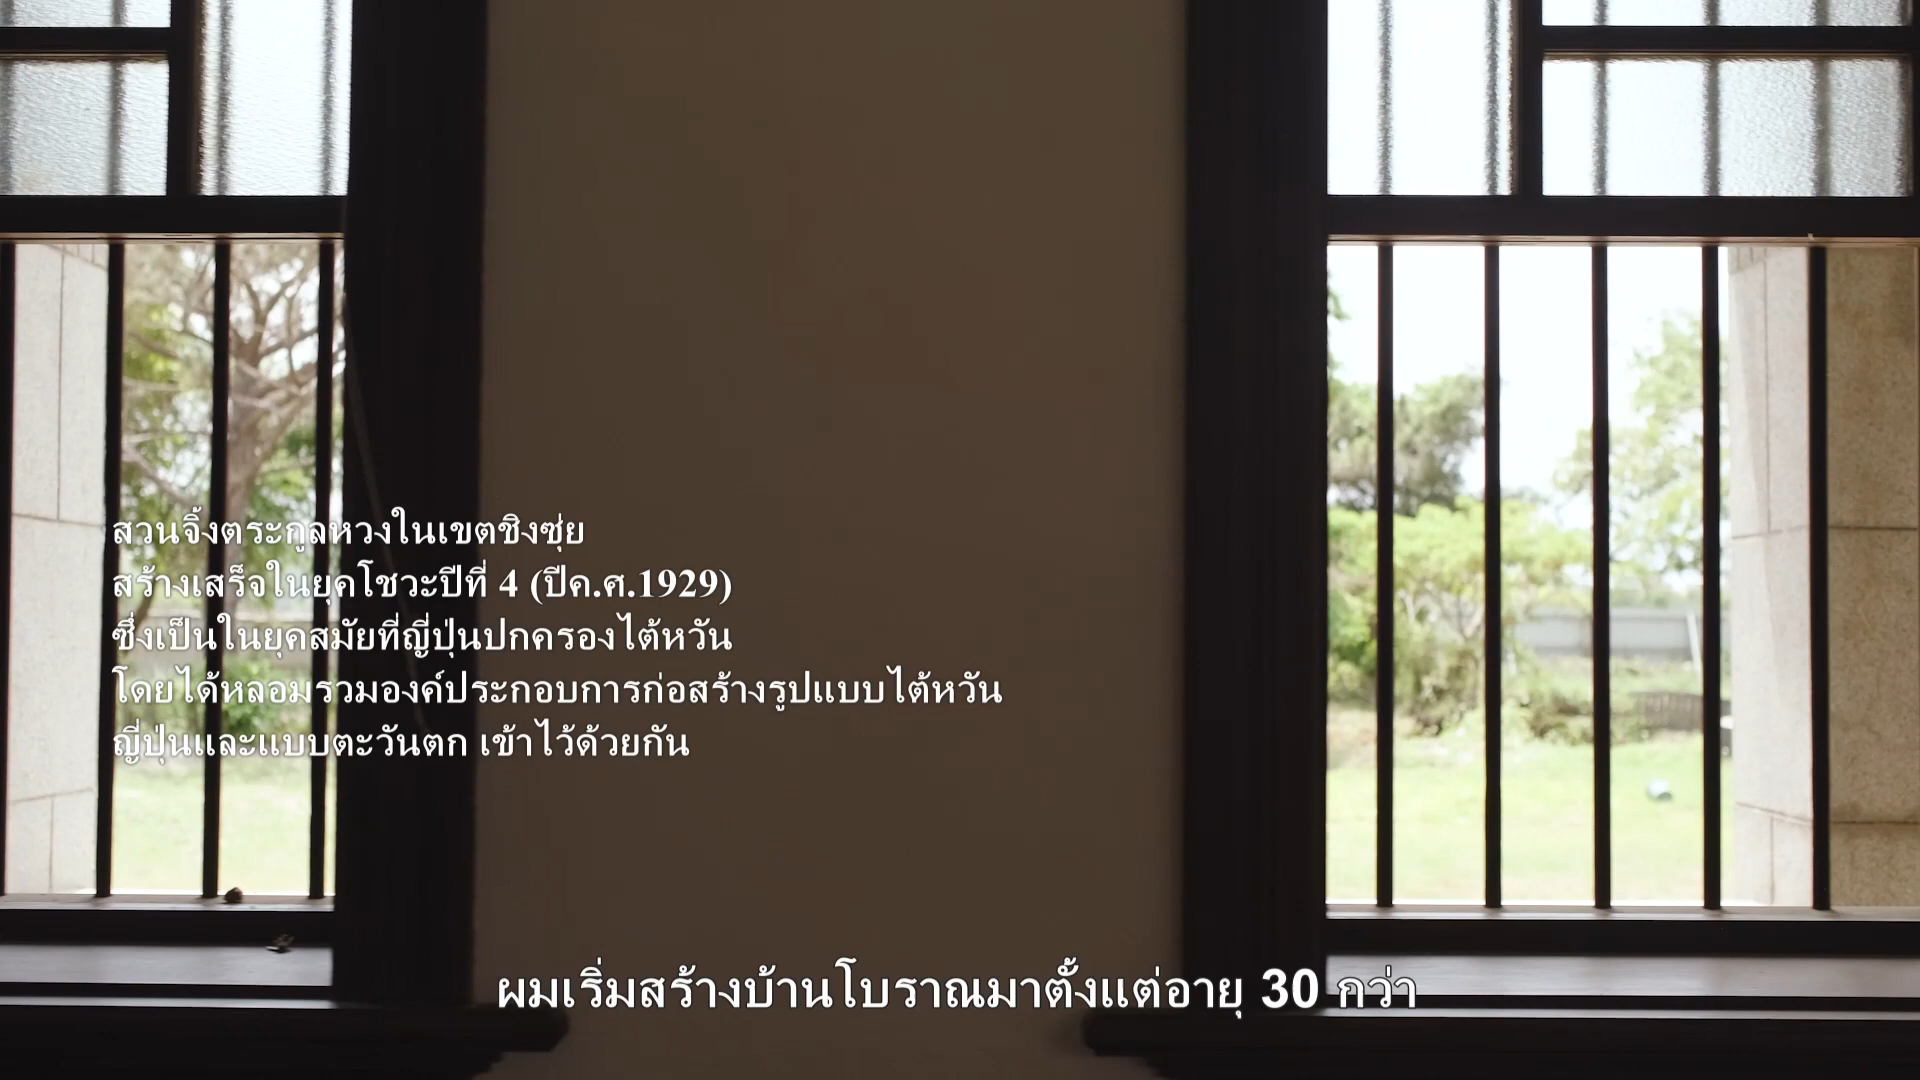 สวนจิ้งตระกูลหวงในเขตชิงซุ่ย
สร้างเสร็จในยุคโชวะปีที่ 4 (ปีค.ศ.1929)
ซึ่งเป็นในยุคสมัยที่ญี่ปุ่นปกครองไต้หวัน
โดยได้หลอมรวมองค์ประกอบการก่อสร้างรูปแบบไต้หวัน
ญี่ปุ่นและแบบตะวันตก เข้าไว้ด้วยกัน
ผมเริ่มสร้างบ้านโบราณมาตั้งแต่อายุ 30 กว่า